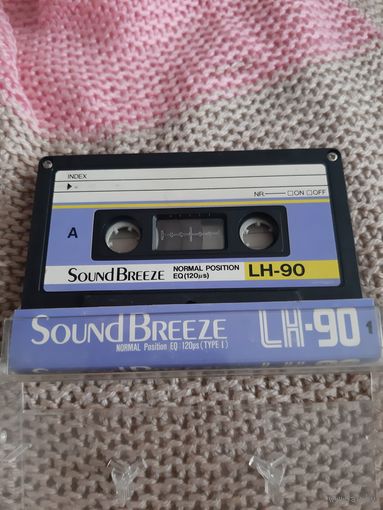 INDEX
NR. ON OFF
A
SOUND BREEZE NORMAL POSITION EQ(120µs) LH-90
SOUND BREEZE LH-90
NORMAL Position EQ 120µs (TYPE I)